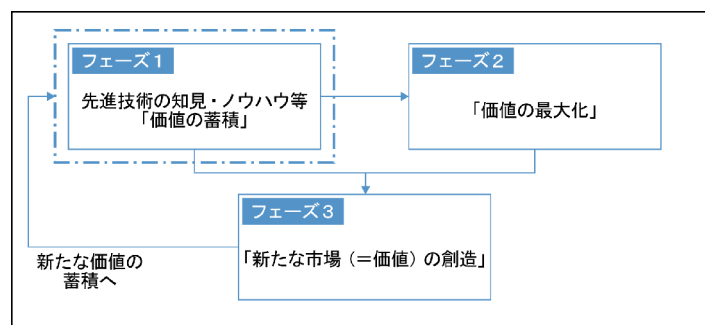 フェーズ1
先進技術の知見・ノウハウ等
「価値の蓄積」
フェーズ2
「価値の最大化」
フェーズ3
「新たな市場（＝価値）の創造」
新たな価値の
蓄積へ